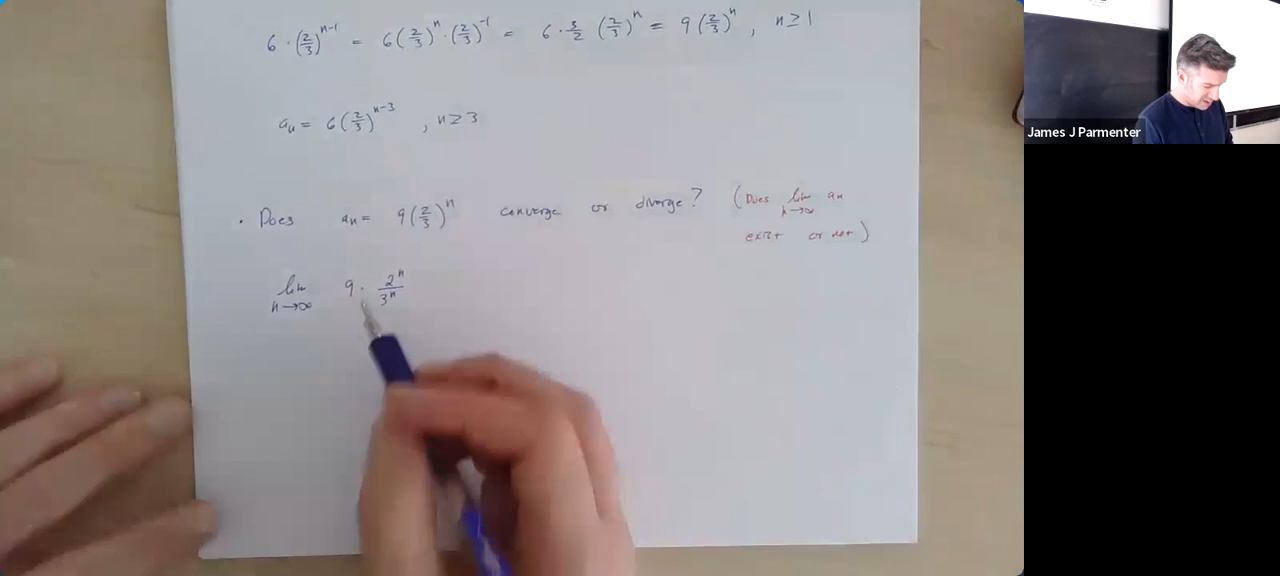 6 · (2/3)^{n-1} = 6(2/3)^n · (2/3)^{-1} = 6 · 3/2 (2/3)^n = 9(2/3)^n , n ≥ 1
a_n = 6(2/3)^{n-3} , n ≥ 3
· Does a_n = 9(2/3)^n converge or diverge? (Does lim_{n→∞} a_n
exist or not)
lim_{n→∞} 9 · 2^n/3^n
James J Parmenter